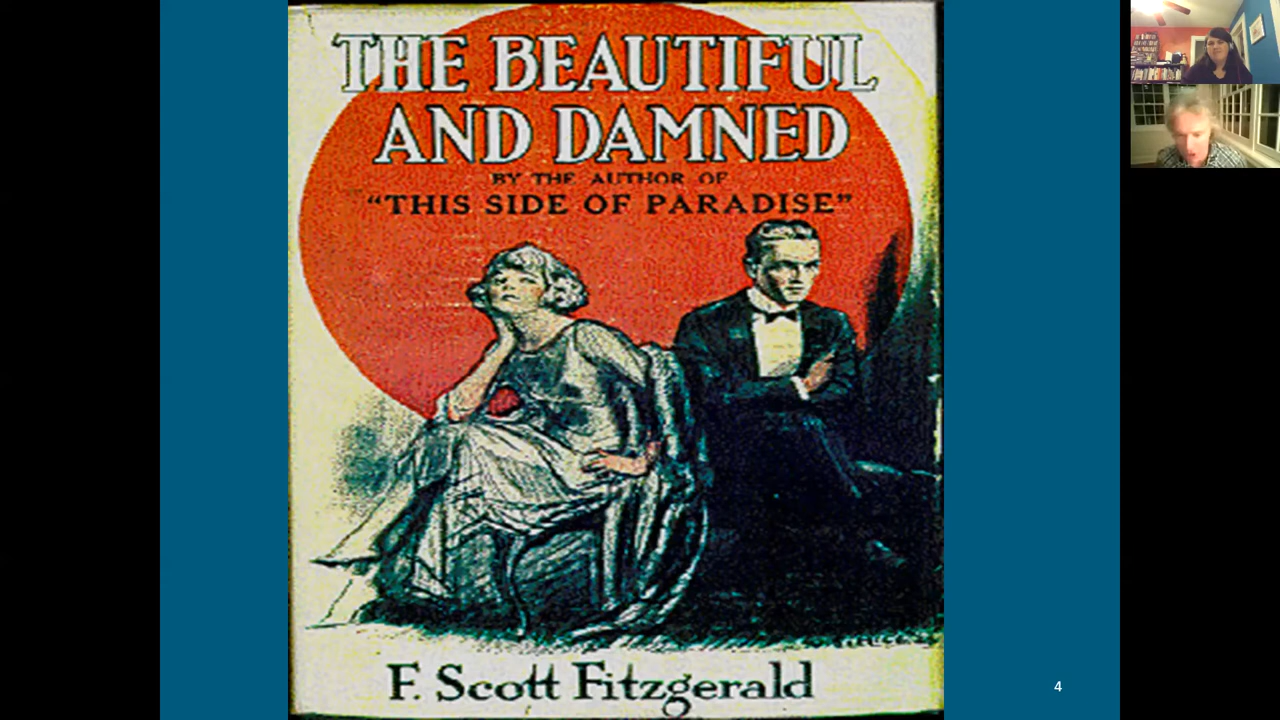 THE BEAUTIFUL
AND DAMNED
BY THE AUTHOR OF
"THIS SIDE OF PARADISE"
F. Scott Fitzgerald
4